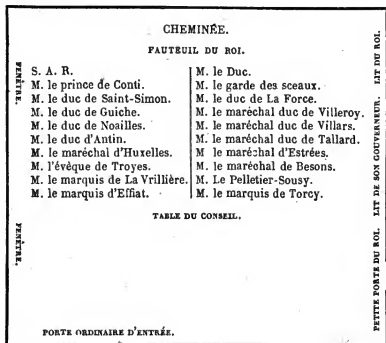 CHEMINÉE.
FAUTEUIL DU ROI.
S. A. R.
M. le prince de Conti.
M. le duc de Saint-Simon.
M. le duc de Guiche.
M. le duc de Noailles.
M. le duc d'Antin.
M. le maréchal d'Huxelles.
M. l'évêque de Troyes.
M. le marquis de La Vrillière.
M. le marquis d'Effiat.
M. le Duc.
M. le garde des sceaux.
M. le duc de La Force.
M. le maréchal duc de Villeroy.
M. le maréchal duc de Villars.
M. le maréchal duc de Tallard.
M. le maréchal d'Estrées.
M. le maréchal de Besons.
M. Le Pelletier-Sousy.
M. le marquis de Torcy.
TABLE DU CONSEIL.
FENÊTRE.
FENÊTRE.
PETITE PORTE DU ROI. LIT DE SON GOUVERNEUR. LIT DU ROI.
PORTE ORDINAIRE D'ENTRÉE.